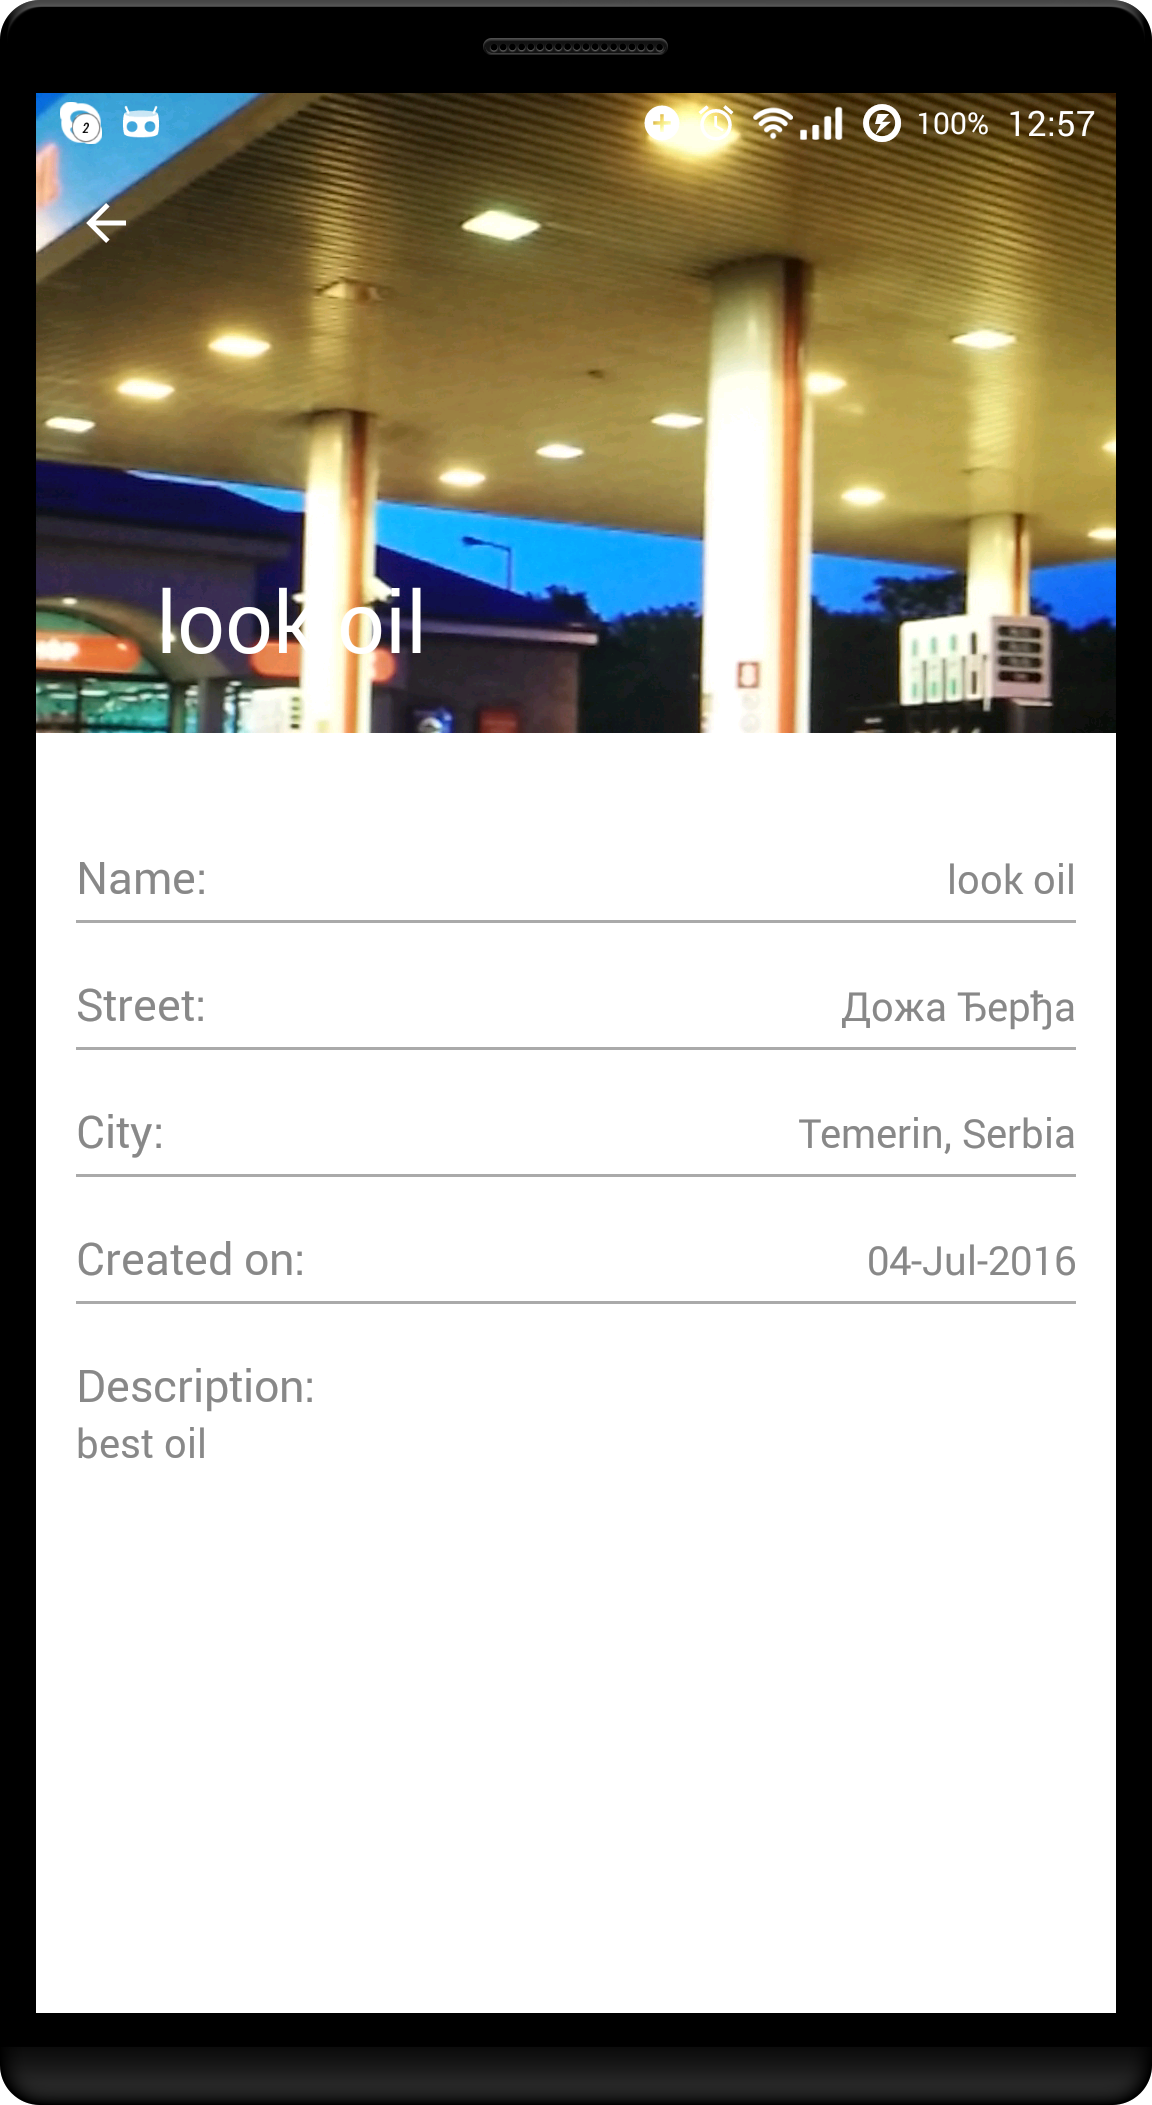 2
100% 12:57
look oil
Name: look oil
Street: Дожа Ђерђа
City: Temerin, Serbia
Created on: 04-Jul-2016
Description:
best oil